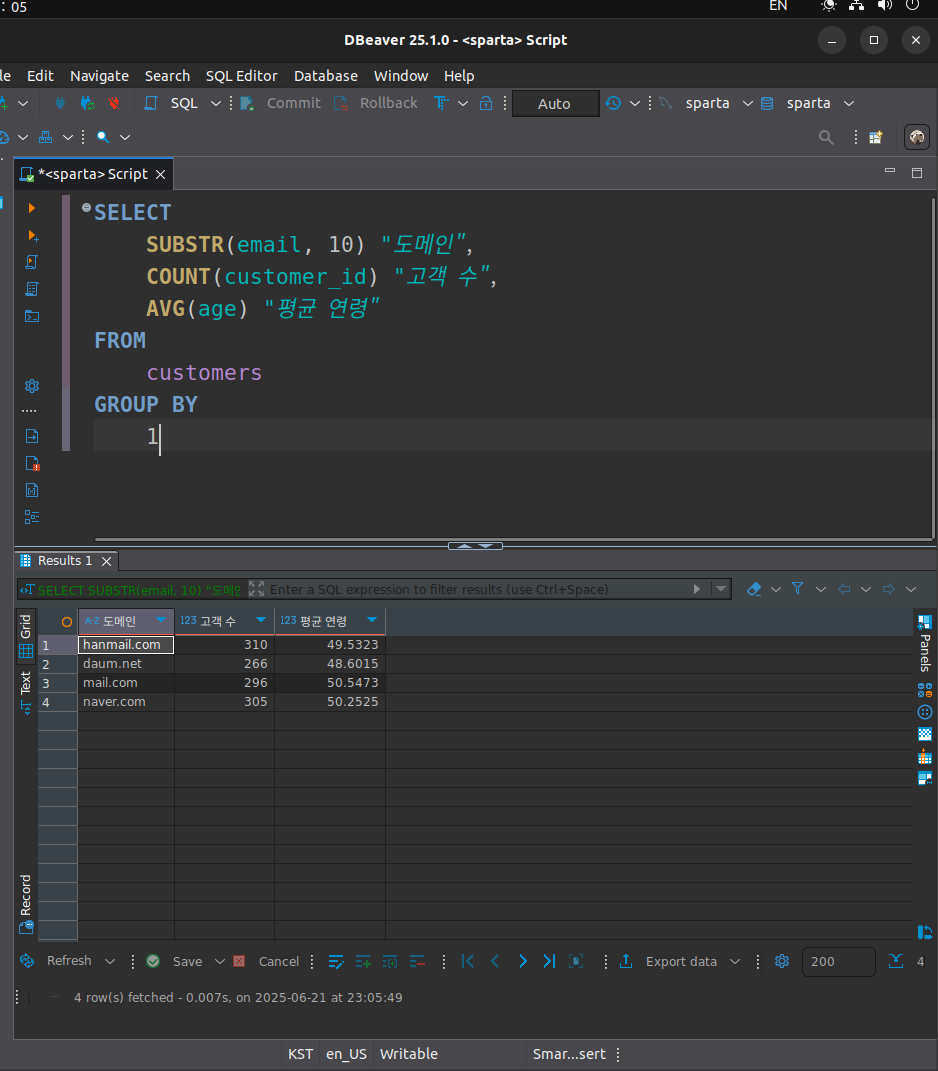 : 05
EN
DBeaver 25.1.0 - <sparta> Script
le Edit Navigate Search SQL Editor Database Window Help
SQL Commit Rollback Auto sparta sparta
*<sparta> Script
SELECT
SUBSTR(email, 10) "도메인",
COUNT(customer_id) "고객 수",
AVG(age) "평균 연령"
FROM
customers
GROUP BY
1
Results 1
SELECT SUBSTR(email, 10) "도메인 Enter a SQL expression to filter results (use Ctrl+Space)
Grid
Text
Record
A-Z 도메인 123 고객 수 123 평균 연령
1 hanmail.com 310 49.5323
2 daum.net 266 48.6015
3 mail.com 296 50.5473
4 naver.com 305 50.2525
Panels
Refresh Save Cancel Export data 200 4
4 row(s) fetched - 0.007s, on 2025-06-21 at 23:05:49
KST en_US Writable Smar...sert